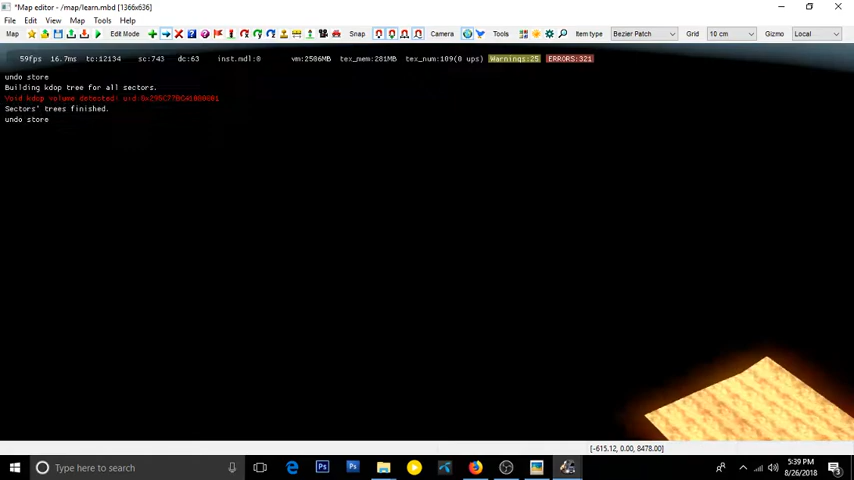 *Map editor - /map/learn.mbd [1366x636]
File Edit View Map Tools Help
Map Edit Mode Snap Camera Tools Item type Bezier Patch Grid 10 cm Gizmo Local
59fps 16.7ms tc:12134 sc:743 dc:63 inst.mdl:0 vm:2586MB tex_mem:281MB tex_num:109(0 ups) Warnings:25 ERRORS:321
undo store
Building kdop tree for all sectors.
Void kdop volume detected: uid
Sectors' trees finished.
undo store
[-615.12, 0.00, 8478.00]
Type here to search
5:39 PM
8/26/2018